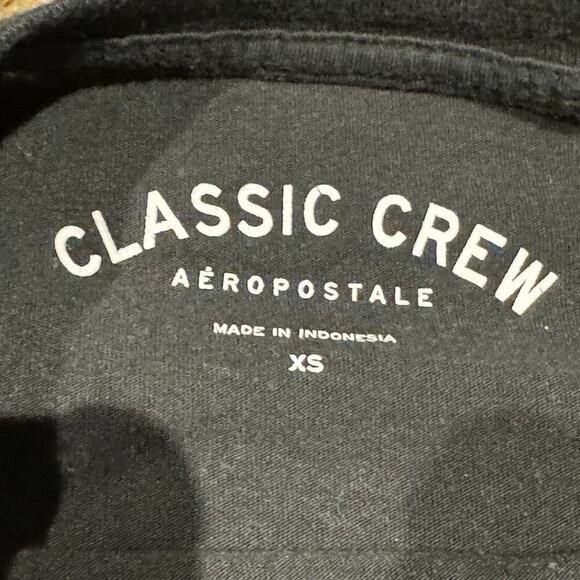 CLASSIC CREW
AÉROPOSTALE
MADE IN INDONESIA
XS